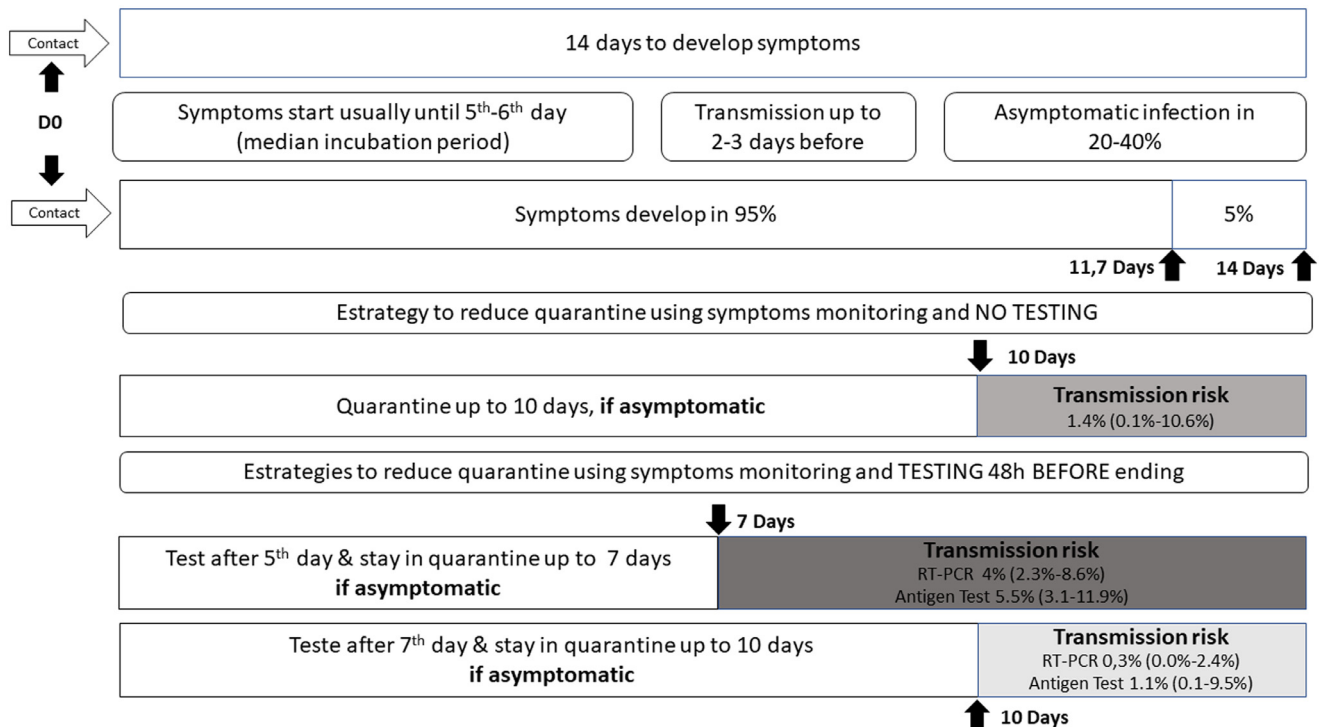 Contact
14 days to develop symptoms
D0
Symptoms start usually until 5th-6th day
(median incubation period)
Transmission up to
2-3 days before
Asymptomatic infection in
20-40%
Contact
Symptoms develop in 95%
5%
11,7 Days
14 Days
Estrategy to reduce quarantine using symptoms monitoring and NO TESTING
10 Days
Quarantine up to 10 days, if asymptomatic
Transmission risk
1.4% (0.1%-10.6%)
Estrategies to reduce quarantine using symptoms monitoring and TESTING 48h BEFORE ending
7 Days
Test after 5th day & stay in quarantine up to 7 days
if asymptomatic
Transmission risk
RT-PCR 4% (2.3%-8.6%)
Antigen Test 5.5% (3.1-11.9%)
Teste after 7th day & stay in quarantine up to 10 days
if asymptomatic
Transmission risk
RT-PCR 0,3% (0.0%-2.4%)
Antigen Test 1.1% (0.1-9.5%)
10 Days